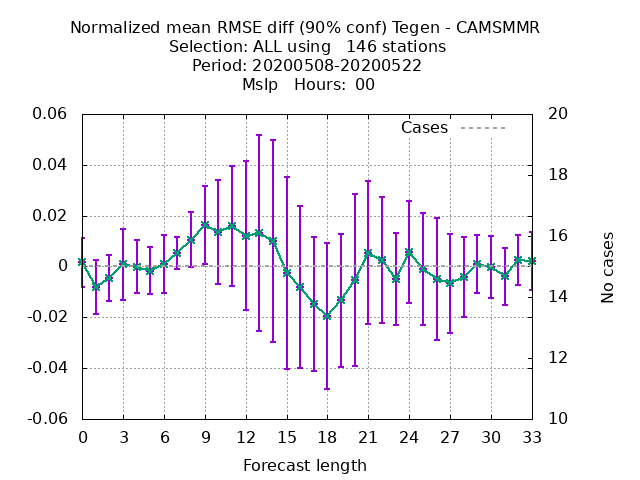 Normalized mean RMSE diff (90% conf) Tegen - CAMSMMR
Selection: ALL using   146 stations
Period: 20200508-20200522
Mslp   Hours: 00
0.06
0.04
0.02
0
-0.02
-0.04
-0.06
Cases
20
18
16
14
12
10
No cases
0 3 6 9 12 15 18 21 24 27 30 33
Forecast length